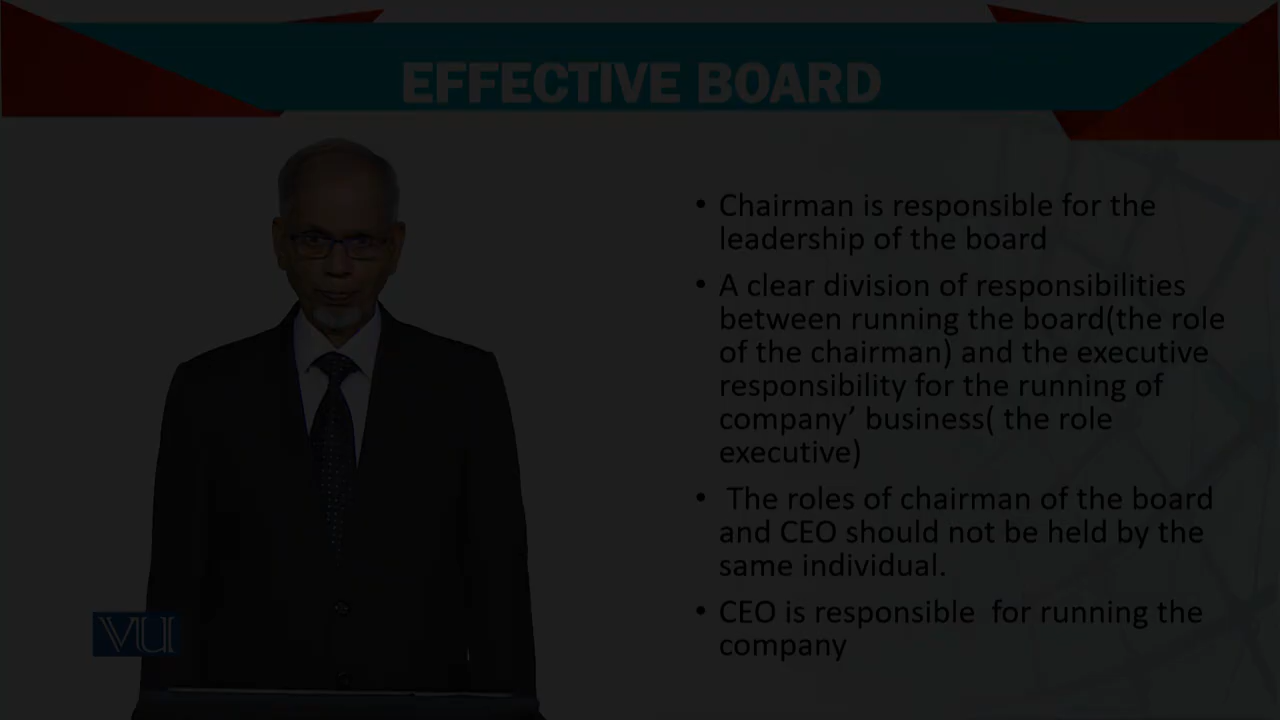 EFFECTIVE BOARD
• Chairman is responsible for the
leadership of the board
• A clear division of responsibilities
between running the board(the role
of the chairman) and the executive
responsibility for the running of
company’ business( the role
executive)
• The roles of chairman of the board
and CEO should not be held by the
same individual.
• CEO is responsible  for running the
company
VU